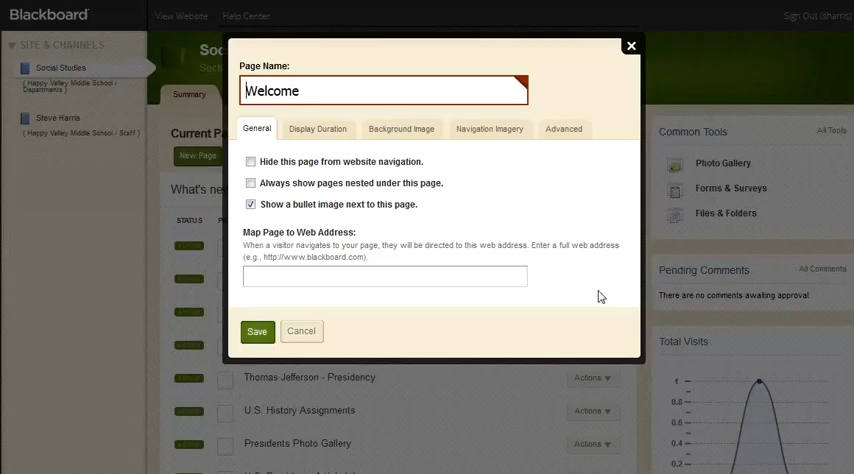 Blackboard
View Website
Help Center
Sign Out (sharris)
SITE & CHANNELS
Social Studies
( Happy Valley Middle School /
Departments )
Steve Harris
( Happy Valley Middle School / Staff )
Soc
Secti
Summary
Current Pa
New Page
What's new
STATUS
Page Name:
Welcome
General
Display Duration
Background Image
Navigation Imagery
Advanced
Hide this page from website navigation.
Always show pages nested under this page.
Show a bullet image next to this page.
Map Page to Web Address:
When a visitor navigates to your page, they will be directed to this web address. Enter a full web address
(e.g., http://www.blackboard.com).
Save
Cancel
Thomas Jefferson - Presidency
Actions
U.S. History Assignments
Actions
Presidents Photo Gallery
Actions
Common Tools
All Tools
Photo Gallery
Forms & Surveys
Files & Folders
Pending Comments
All Comments
There are no comments awaiting approval
Total Visits
1
0.8
0.6
0.4
0.2